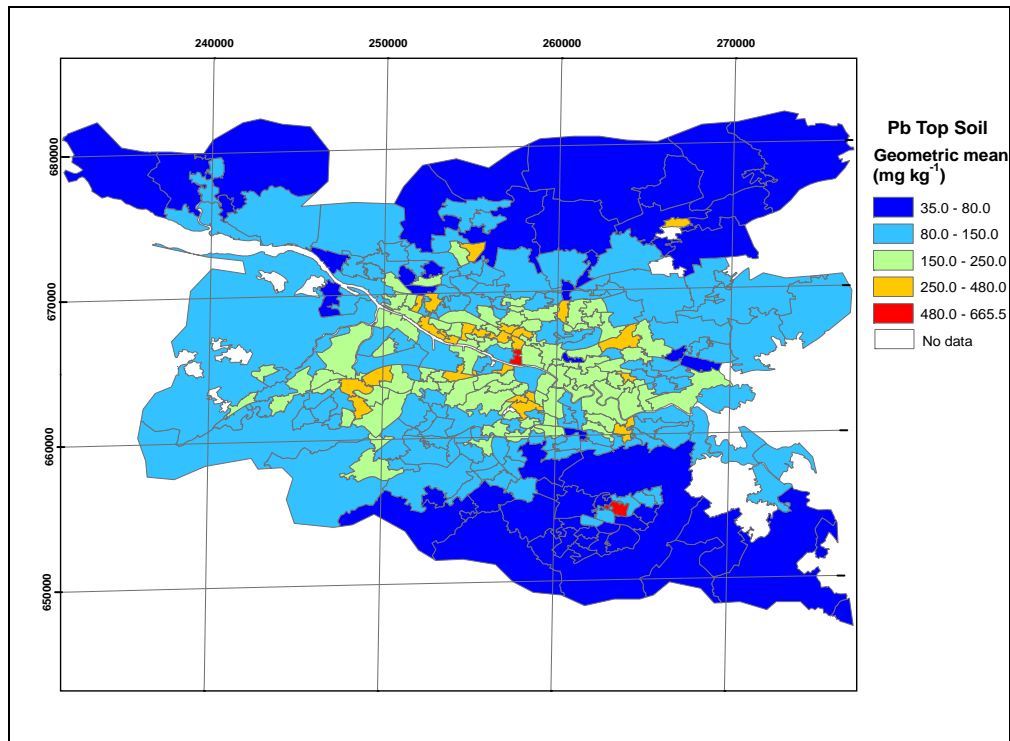 240000 250000 260000 270000
680000
670000
660000
650000
Pb Top Soil
Geometric mean
(mg kg⁻¹)
35.0 - 80.0
80.0 - 150.0
150.0 - 250.0
250.0 - 480.0
480.0 - 665.5
No data